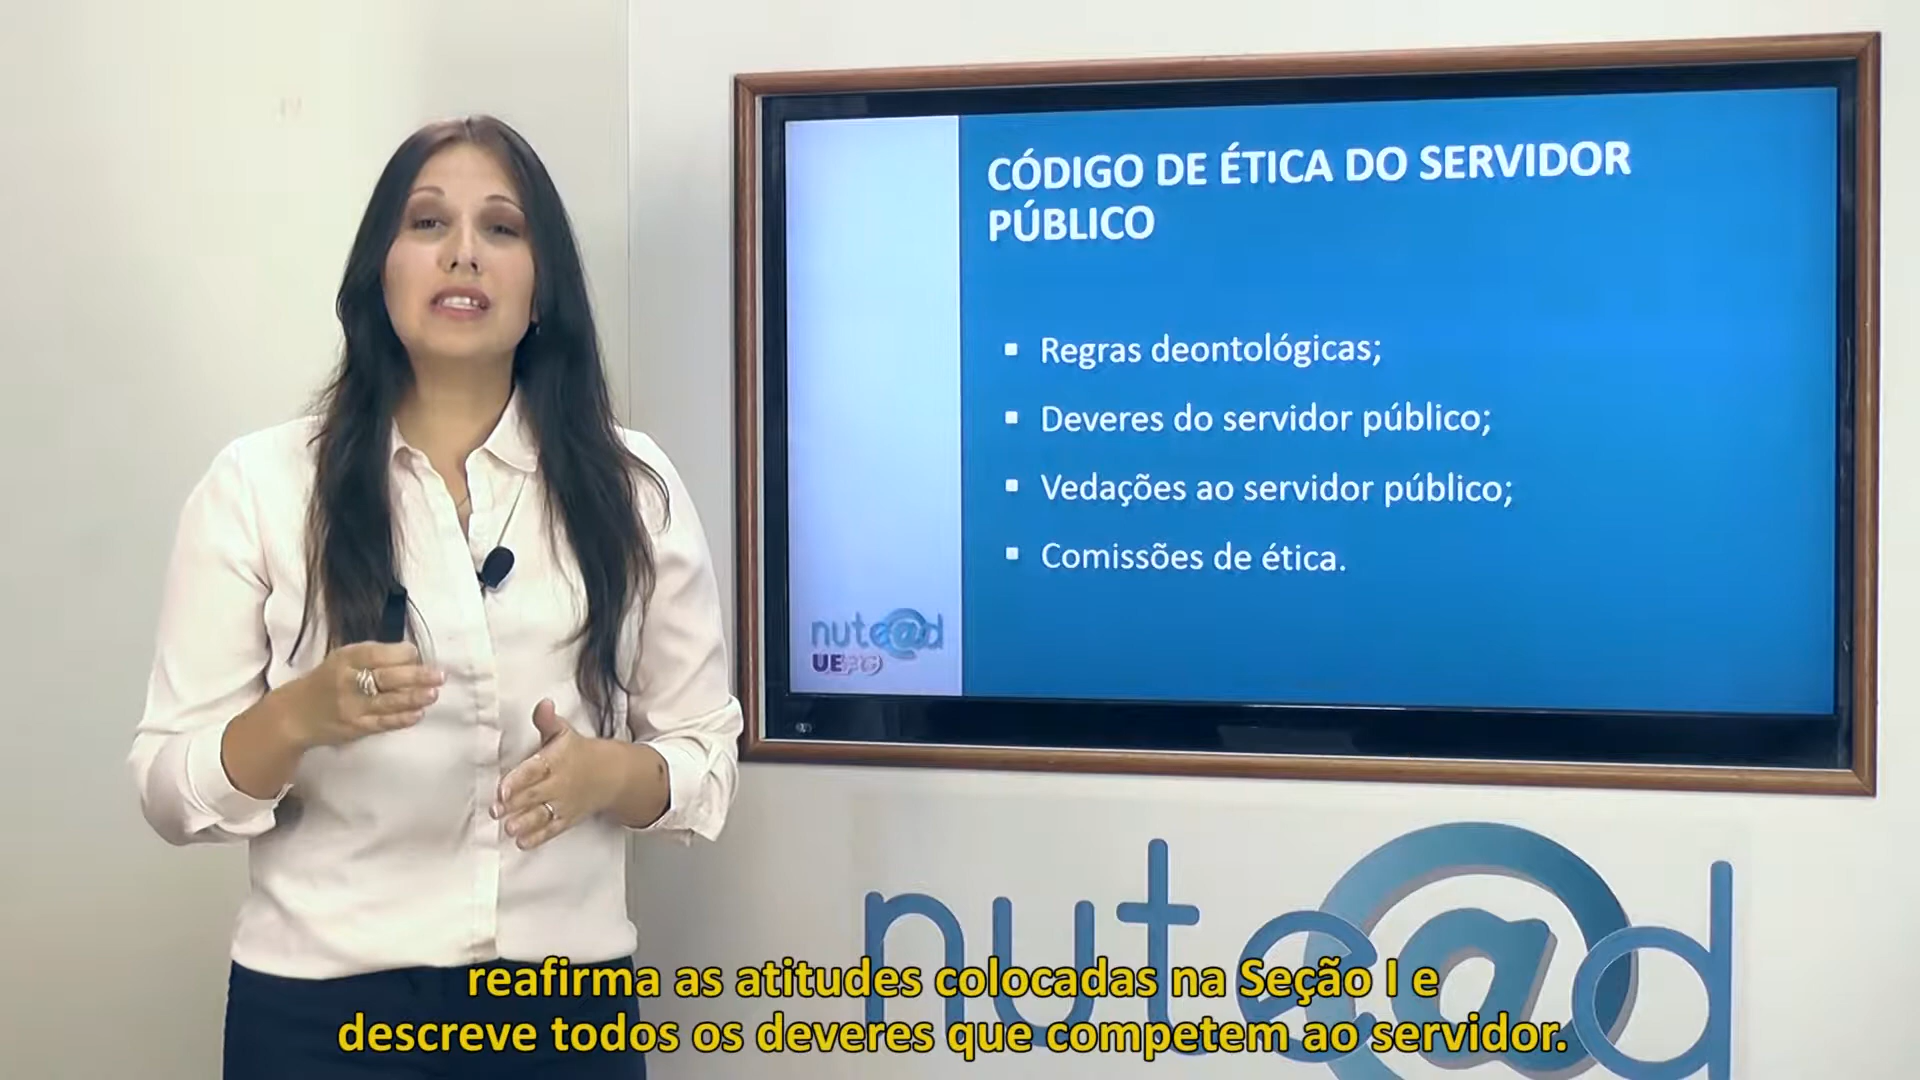 CÓDIGO DE ÉTICA DO SERVIDOR
PÚBLICO
Regras deontológicas;
Deveres do servidor público;
Vedações ao servidor público;
Comissões de ética.
nute@d
UEPG
nute@d
reafirma as atitudes colocadas na Seção I e
descreve todos os deveres que competem ao servidor.